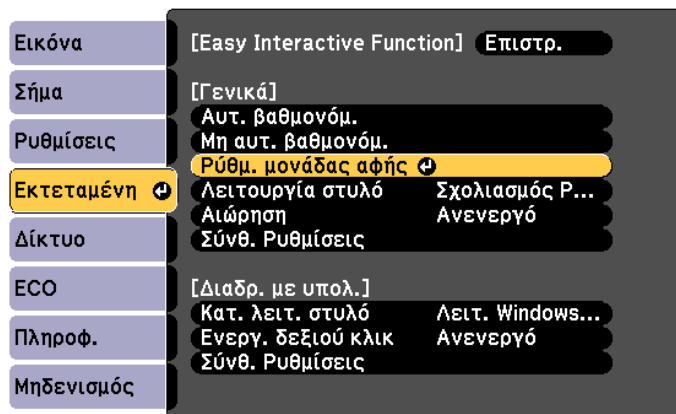 Εικόνα
Σήμα
Ρυθμίσεις
Εκτεταμένη
Δίκτυο
ECO
Πληροφ.
Μηδενισμός
[Easy Interactive Function] Επιστρ.
[Γενικά]
Αυτ. βαθμονόμ.
Μη αυτ. βαθμονόμ.
Ρύθμ. μονάδας αφής
Λειτουργία στυλό Σχολιασμός P...
Αιώρηση Ανενεργό
Σύνθ. Ρυθμίσεις
[Διαδρ. με υπολ.]
Κατ. λειτ. στυλό Λειτ. Windows...
Ενεργ. δεξιού κλικ Ανενεργό
Σύνθ. Ρυθμίσεις